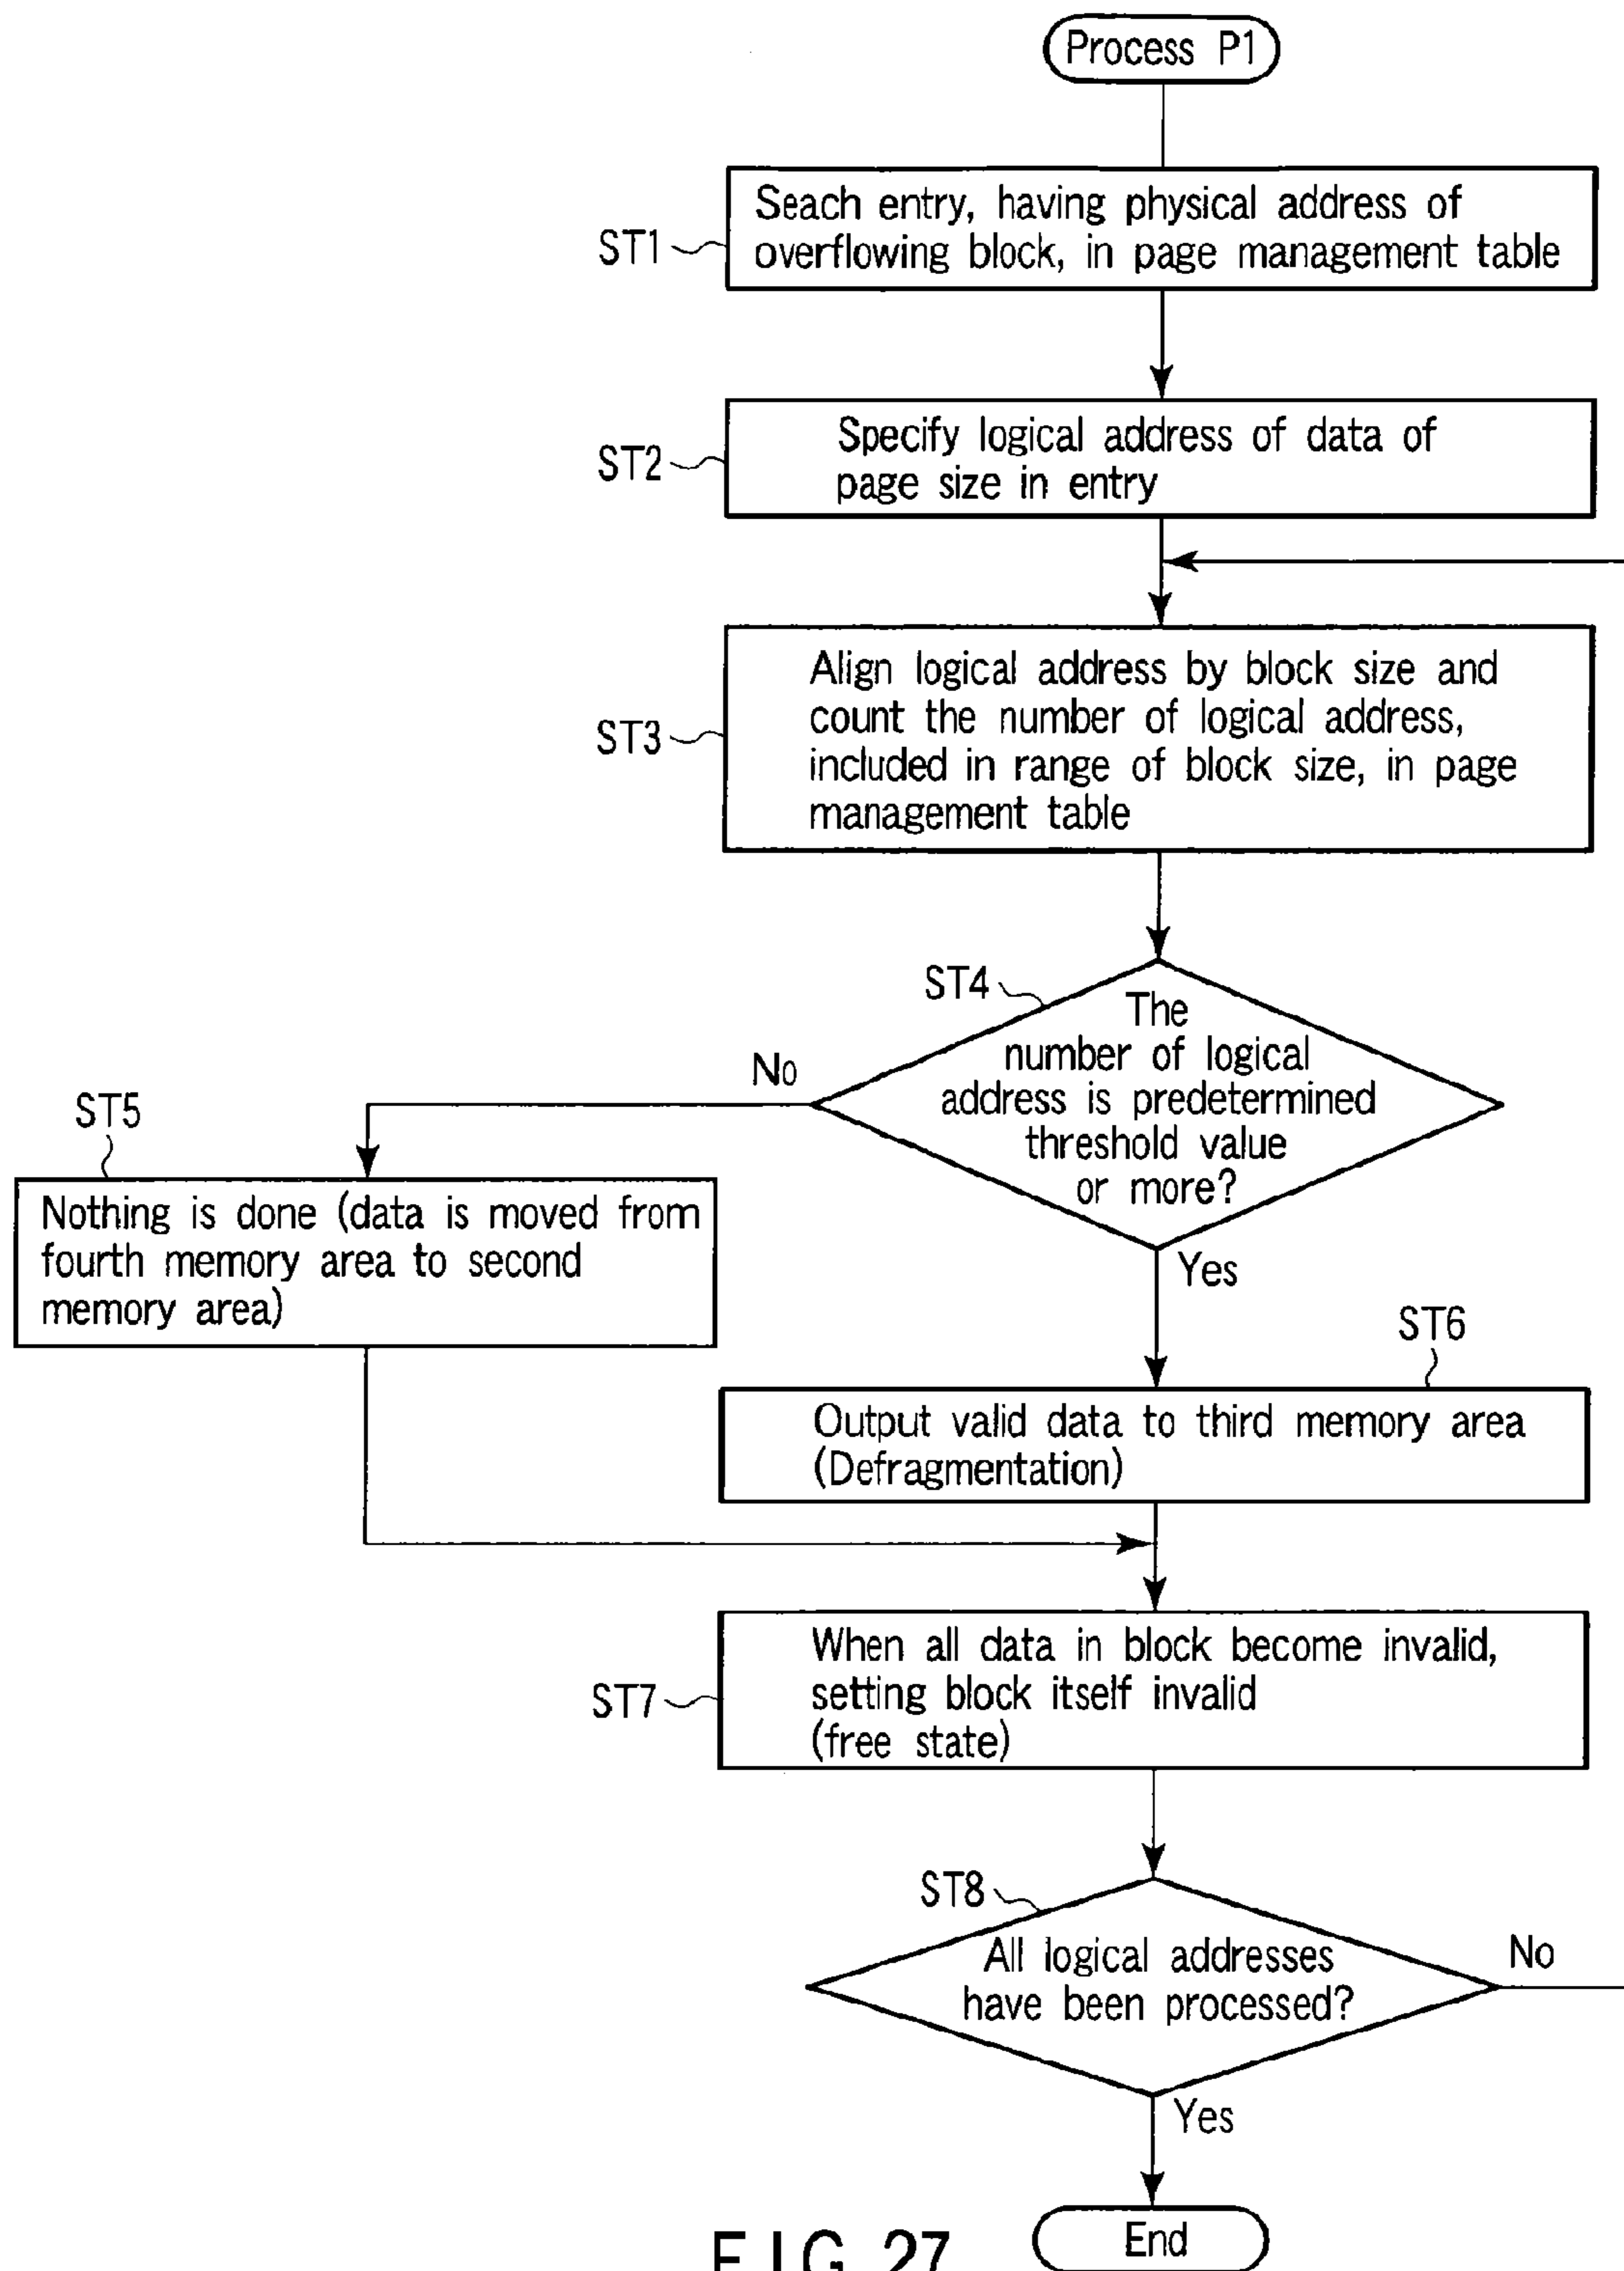 Process P1
ST1
Seach entry, having physical address of
overflowing block, in page management table
ST2
Specify logical address of data of
page size in entry
ST3
Align logical address by block size and
count the number of logical address,
included in range of block size, in page
management table
ST4
The
number of logical
address is predetermined
threshold value
or more?
No
Yes
ST5
Nothing is done (data is moved from
fourth memory area to second
memory area)
ST6
Output valid data to third memory area
(Defragmentation)
ST7
When all data in block become invalid,
setting block itself invalid
(free state)
ST8
All logical addresses
have been processed?
No
Yes
End
FIG. 27